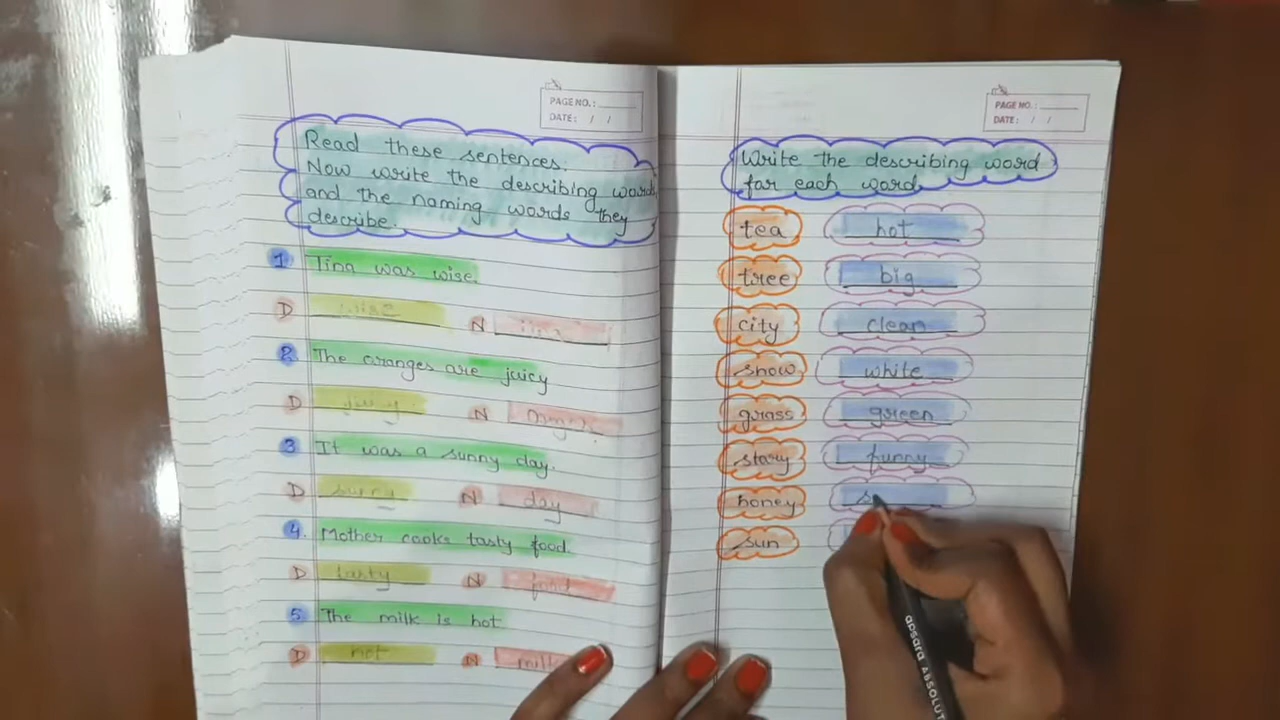 PAGE NO.: ______
DATE: / /
Read these sentences.
Now write the describing words
and the naming words they
describe.
1 Tina was wise.
D wise N Tina
2 The oranges are juicy
D juicy N Oranges
3 It was a sunny day.
D sunny N day
4. Mother cooks tasty food.
D tasty N food
5. The milk is hot
D hot N milk
PAGE NO.: ______
DATE: / /
Write the describing word
for each word
tea hot
tree big
city clean
snow white
grass green
story funny
honey
sun
apsara ABSOLUT